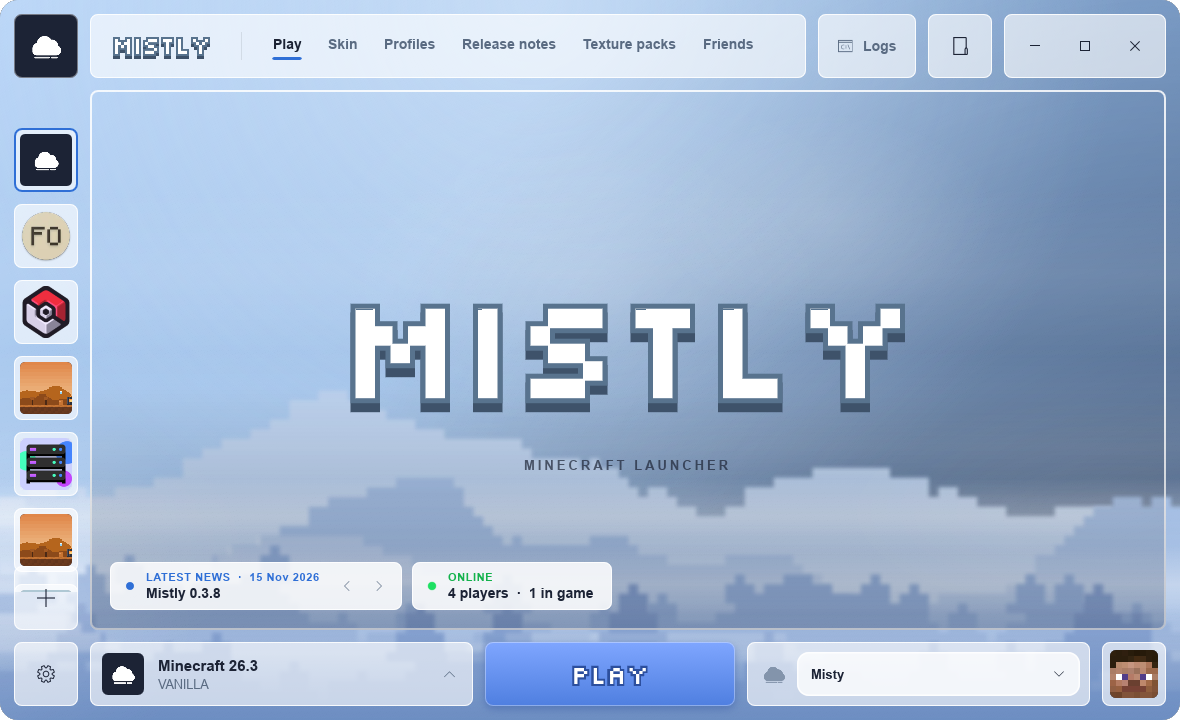 MISTLY
Play Skin Profiles Release notes Texture packs Friends
Logs
FO
MISTLY
MINECRAFT LAUNCHER
LATEST NEWS · 15 Nov 2026
Mistly 0.3.8
ONLINE
4 players · 1 in game
Minecraft 26.3
VANILLA
PLAY
Misty